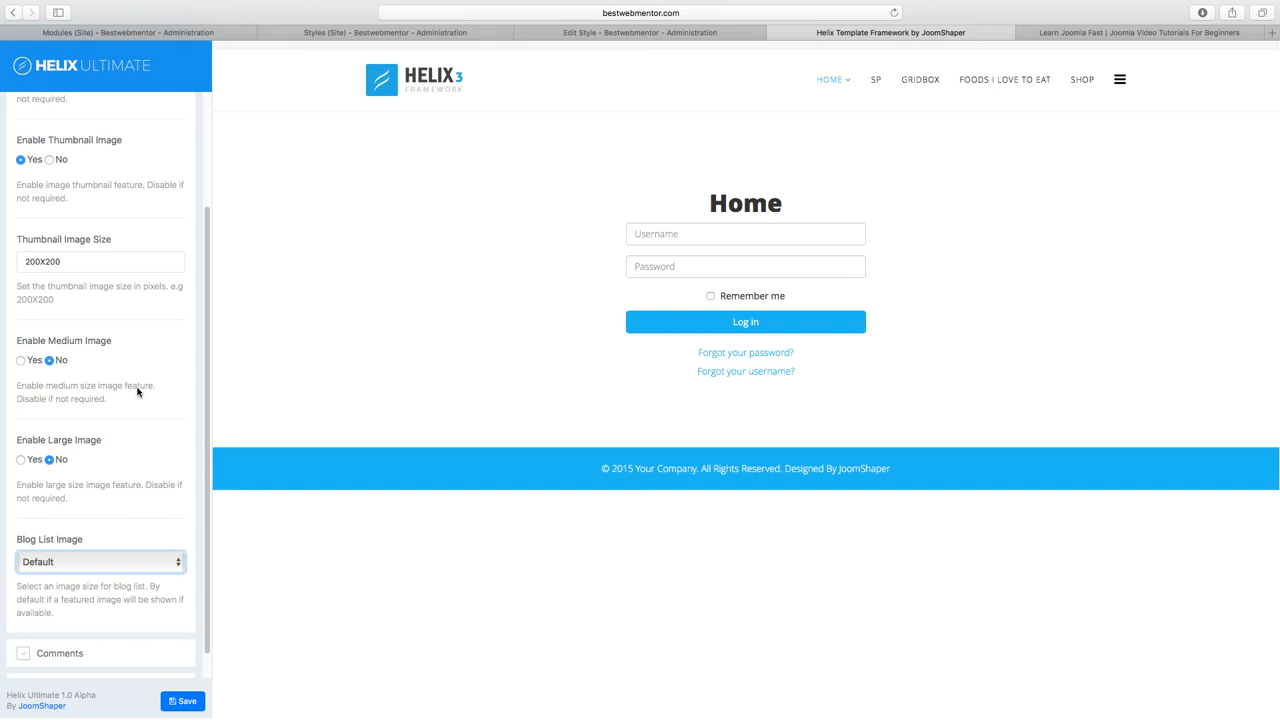 bestwebmentor.com
Modules (Site) - Bestwebmentor - Administration
Styles (Site) - Bestwebmentor - Administration
Edit Style - Bestwebmentor - Administration
Helix Template Framework by JoomShaper
Learn Joomla Fast | Joomla Video Tutorials For Beginners
HELIX ULTIMATE
not required.
Enable Thumbnail Image
Yes No
Enable image thumbnail feature. Disable if
not required.
Thumbnail Image Size
200X200
Set the thumbnail image size in pixels. e.g
200X200
Enable Medium Image
Yes No
Enable medium size image feature.
Disable if not required.
Enable Large Image
Yes No
Enable large size image feature. Disable if
not required.
Blog List Image
Default
Select an image size for blog list. By
default if a featured image will be shown if
available.
Comments
Helix Ultimate 1.0 Alpha
By JoomShaper
Save
HELIX 3
FRAMEWORK
HOME
SP
GRIDBOX
FOODS I LOVE TO EAT
SHOP
Home
Username
Password
Remember me
Log in
Forgot your password?
Forgot your username?
© 2015 Your Company. All Rights Reserved. Designed By JoomShaper